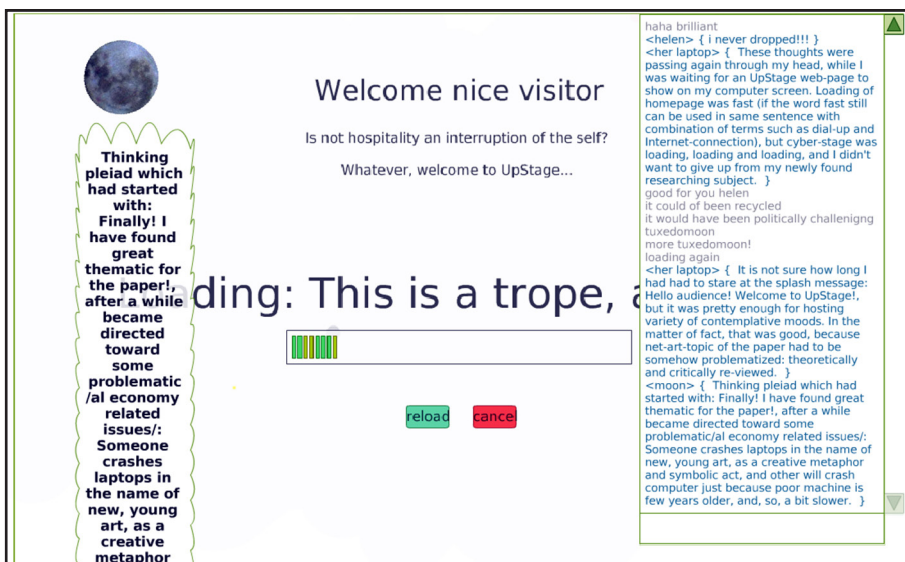 Welcome nice visitor
Is not hospitality an interruption of the self?
Whatever, welcome to UpStage...
Thinking
pleiad which
had started
with:
Finally! I
have found
great
thematic for
the paper!,
after a while
became
directed
toward
some
problematic
/al economy
related
issues/:
Someone
crashes
laptops in
the name of
new, young
art, as a
creative
metaphor
ding: This is a trope, a
reload
cancel
haha brilliant
<helen> { i never dropped!!! }
<her laptop> {  These thoughts were
passing again through my head, while I
was waiting for an UpStage web-page to
show on my computer screen. Loading of
homepage was fast (if the word fast still
can be used in same sentence with
combination of terms such as dial-up and
Internet-connection), but cyber-stage was
loading, loading and loading, and I didn't
want to give up from my newly found
researching subject.  }
good for you helen
it could of been recycled
it would have been politically challenigng
tuxedomoon
more tuxedomoon!
loading again
<her laptop> {  It is not sure how long I
had had to stare at the splash message:
Hello audience! Welcome to UpStage!,
but it was pretty enough for hosting
variety of contemplative moods. In the
matter of fact, that was good, because
net-art-topic of the paper had to be
somehow problematized: theoretically
and critically re-viewed.  }
<moon> {  Thinking pleiad which had
started with: Finally! I have found great
thematic for the paper!, after a while
became directed toward some
problematic/al economy related issues/:
Someone crashes laptops in the name of
new, young art, as a creative metaphor
and symbolic act, and other will crash
computer just because poor machine is
few years older, and, so, a bit slower.  }